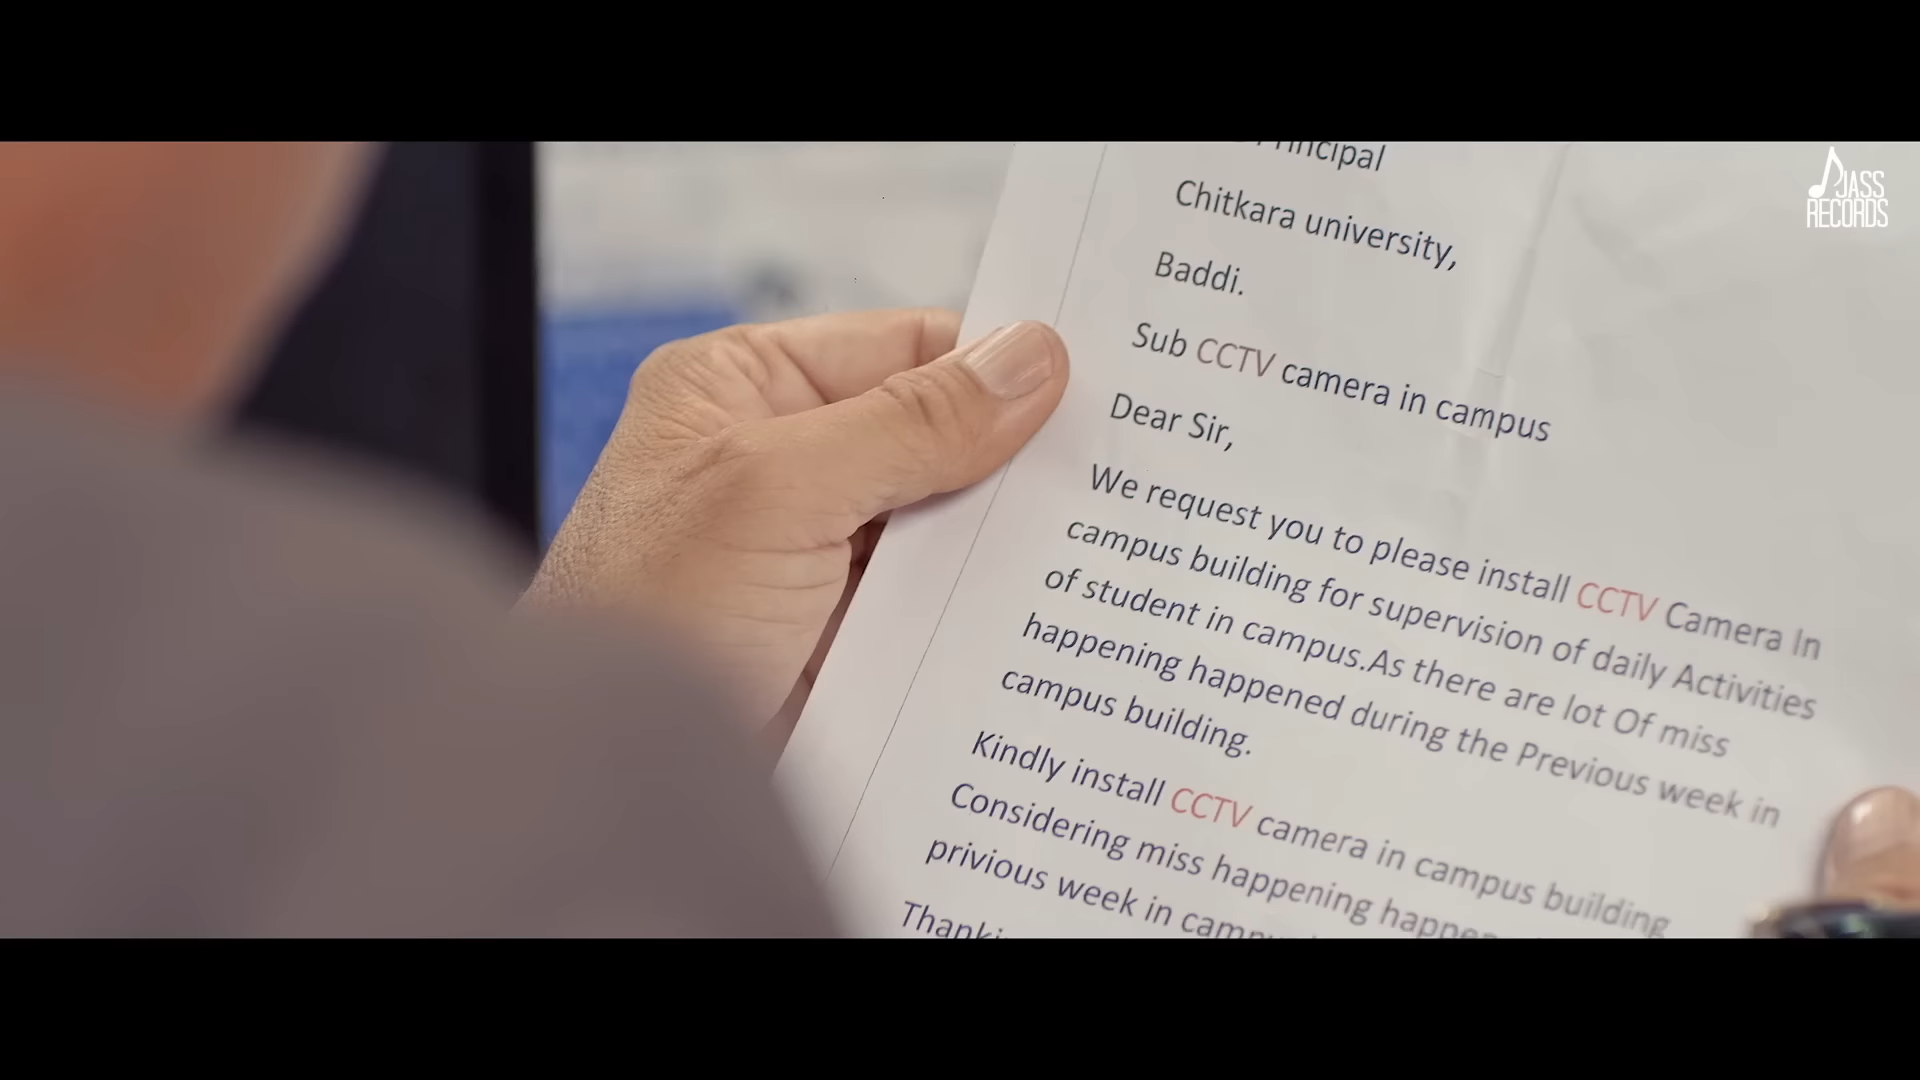 Principal
Chitkara university,
Baddi.
Sub CCTV camera in campus
Dear Sir,
We request you to please install CCTV Camera In
campus building for supervision of daily Activities
of student in campus.As there are lot Of miss
happening happened during the Previous week in
campus building.
Kindly install CCTV camera in campus building
Considering miss happening
privious week in
JASS
RECORDS